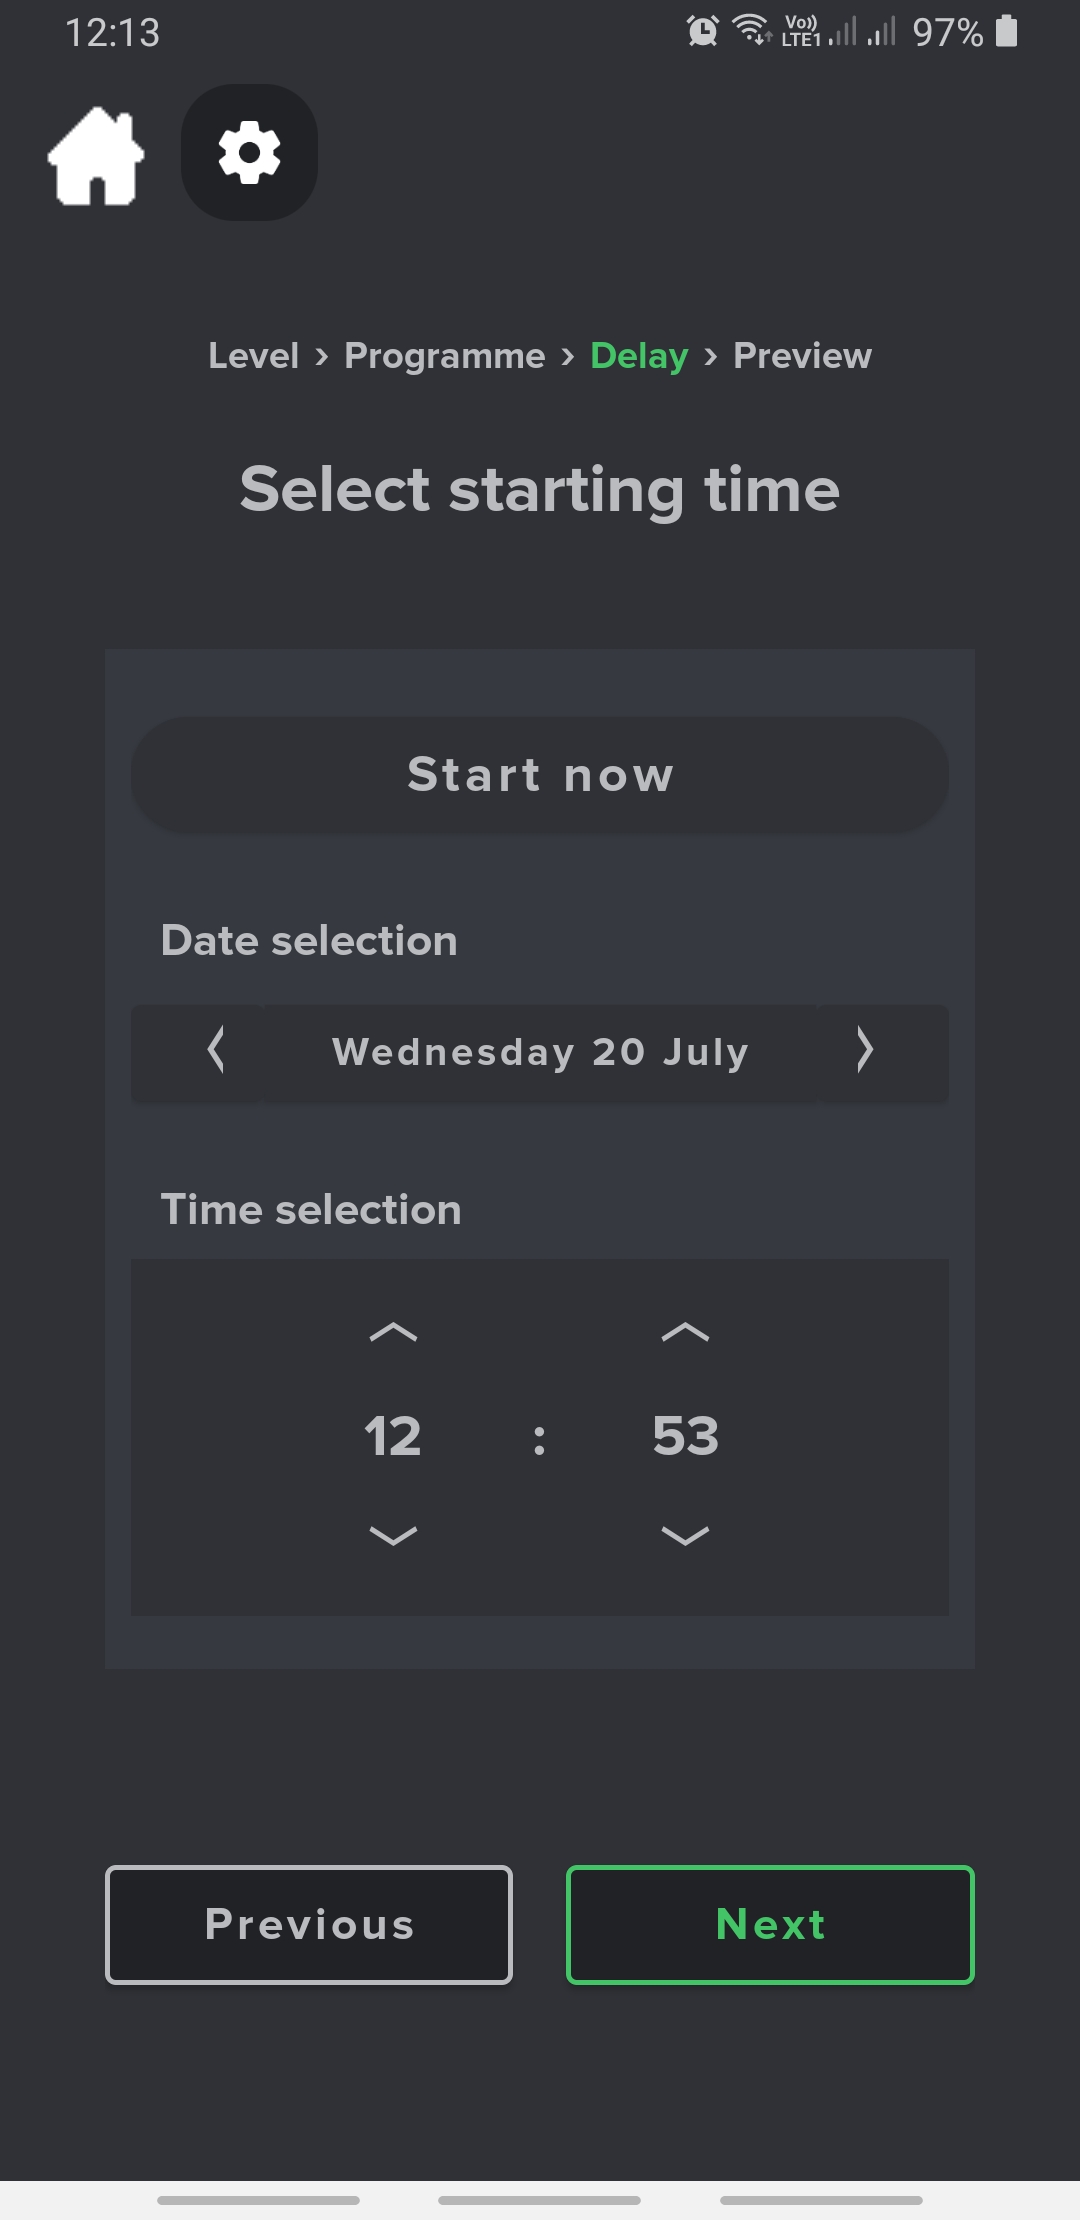 12:13 Vo)) LTE1 97%
Level › Programme › Delay › Preview
Select starting time
Start now
Date selection
Wednesday 20 July
Time selection
12 : 53
Previous Next